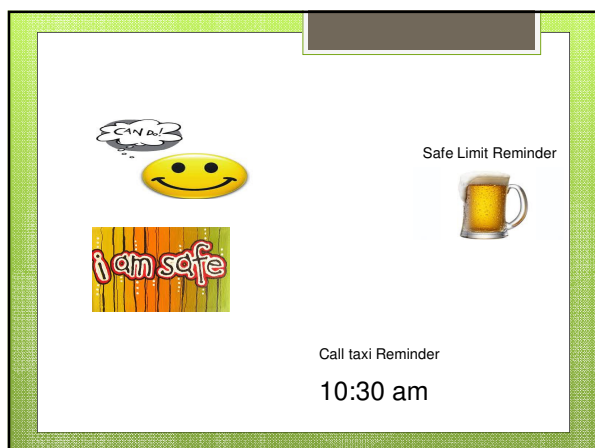 CAN DO!
Safe Limit Reminder
i am safe
Call taxi Reminder
10:30 am